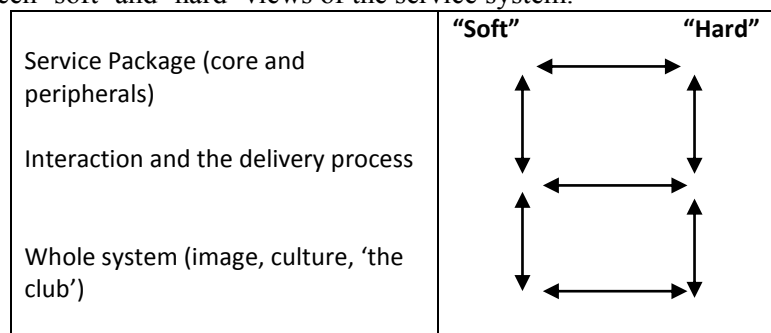 "soft" and "hard" views of the service system.
“Soft” “Hard”
Service Package (core and
peripherals)
Interaction and the delivery process
Whole system (image, culture, ‘the
club’)